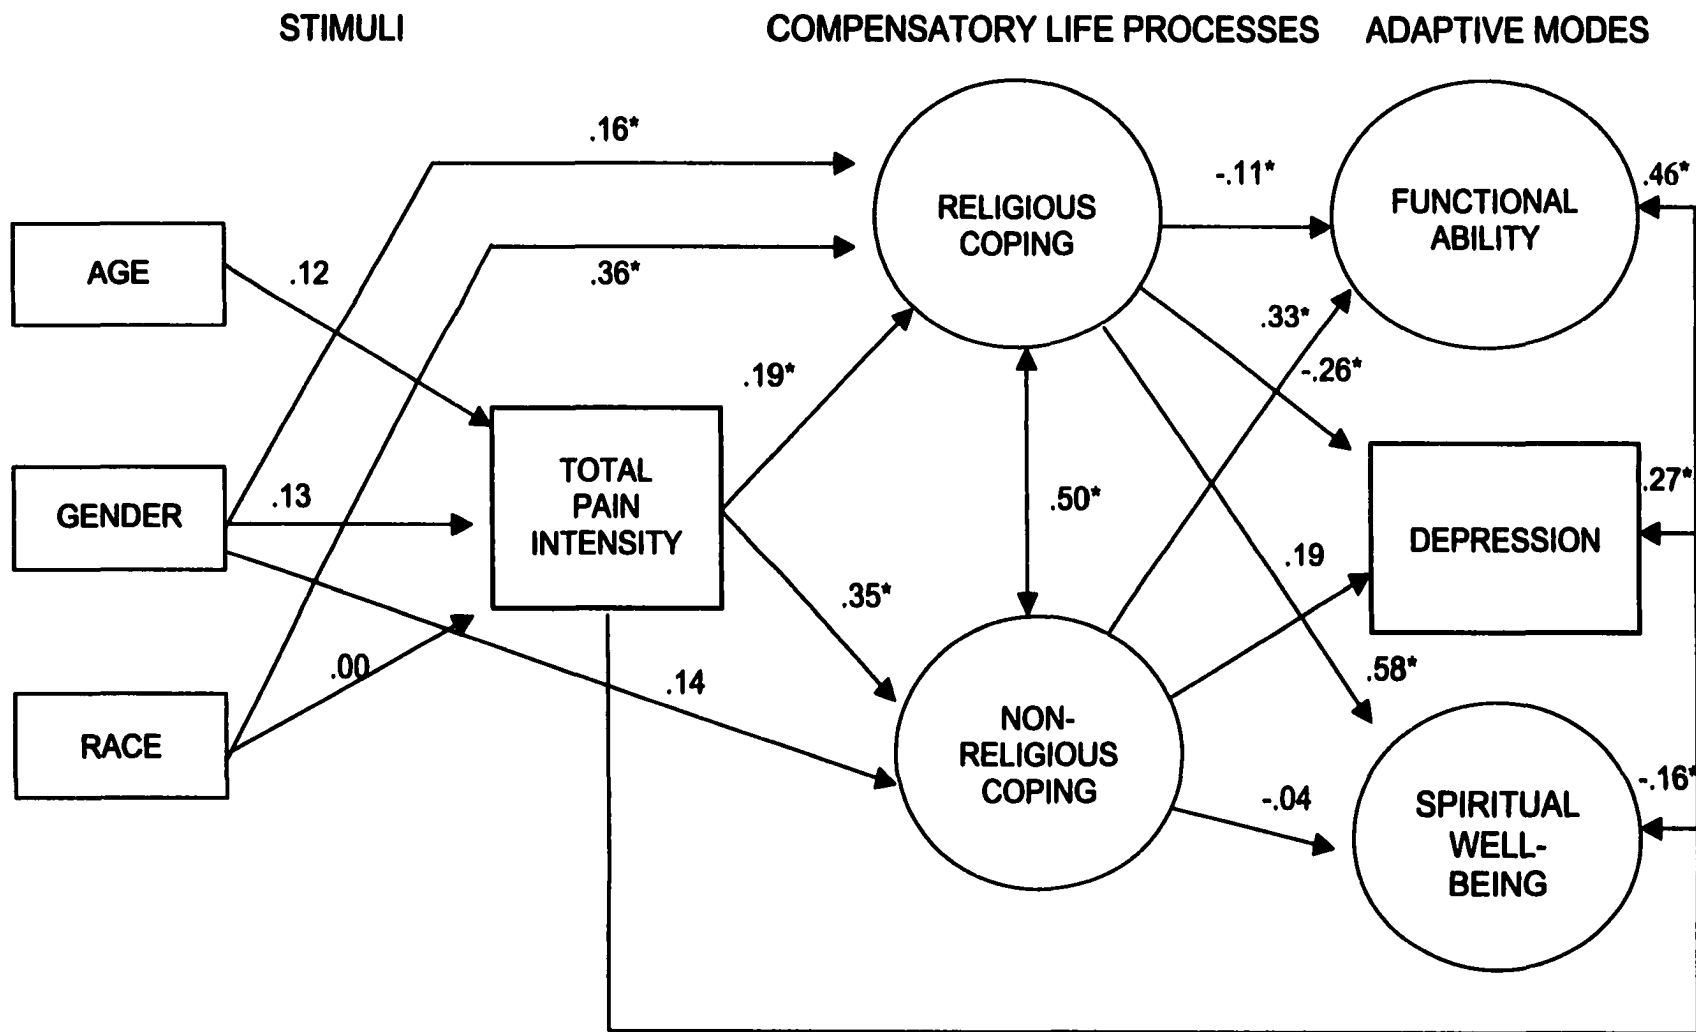 STIMULI
COMPENSATORY LIFE PROCESSES
ADAPTIVE MODES
.16*
-.11*
.46*
RELIGIOUS
COPING
FUNCTIONAL
ABILITY
AGE
.12
.36*
.33*
.19*
-.26*
GENDER
.13
TOTAL
PAIN
INTENSITY
.50*
.27*
DEPRESSION
.19
.35*
.00
.14
.58*
RACE
NON-
RELIGIOUS
COPING
-.04
-.16*
SPIRITUAL
WELL-
BEING